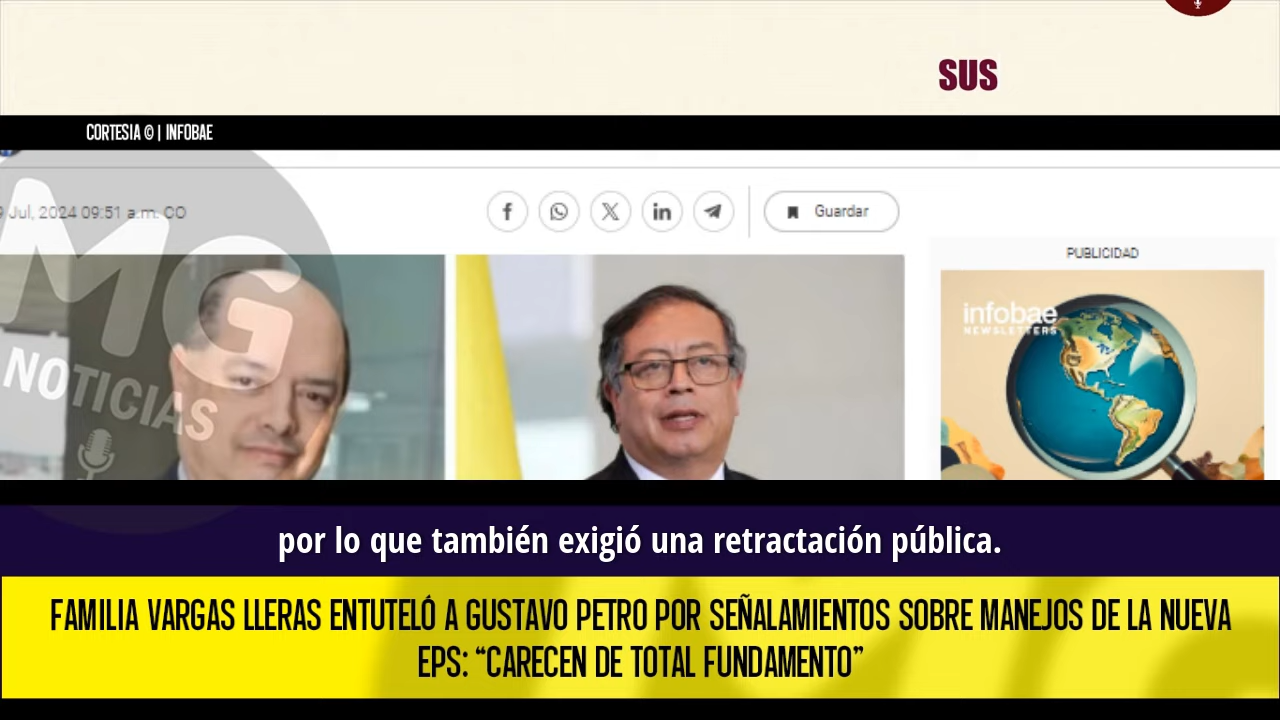 SUS
CORTESIA © | INFOBAE
9 Jul, 2024 09:51 a.m. CO
Guardar
PUBLICIDAD
infobae
NEWSLETTERS
MG
NOTICIAS
por lo que también exigió una retractación pública.
FAMILIA VARGAS LLERAS ENTUTELÓ A GUSTAVO PETRO POR SEÑALAMIENTOS SOBRE MANEJOS DE LA NUEVA
EPS: “CARECEN DE TOTAL FUNDAMENTO”